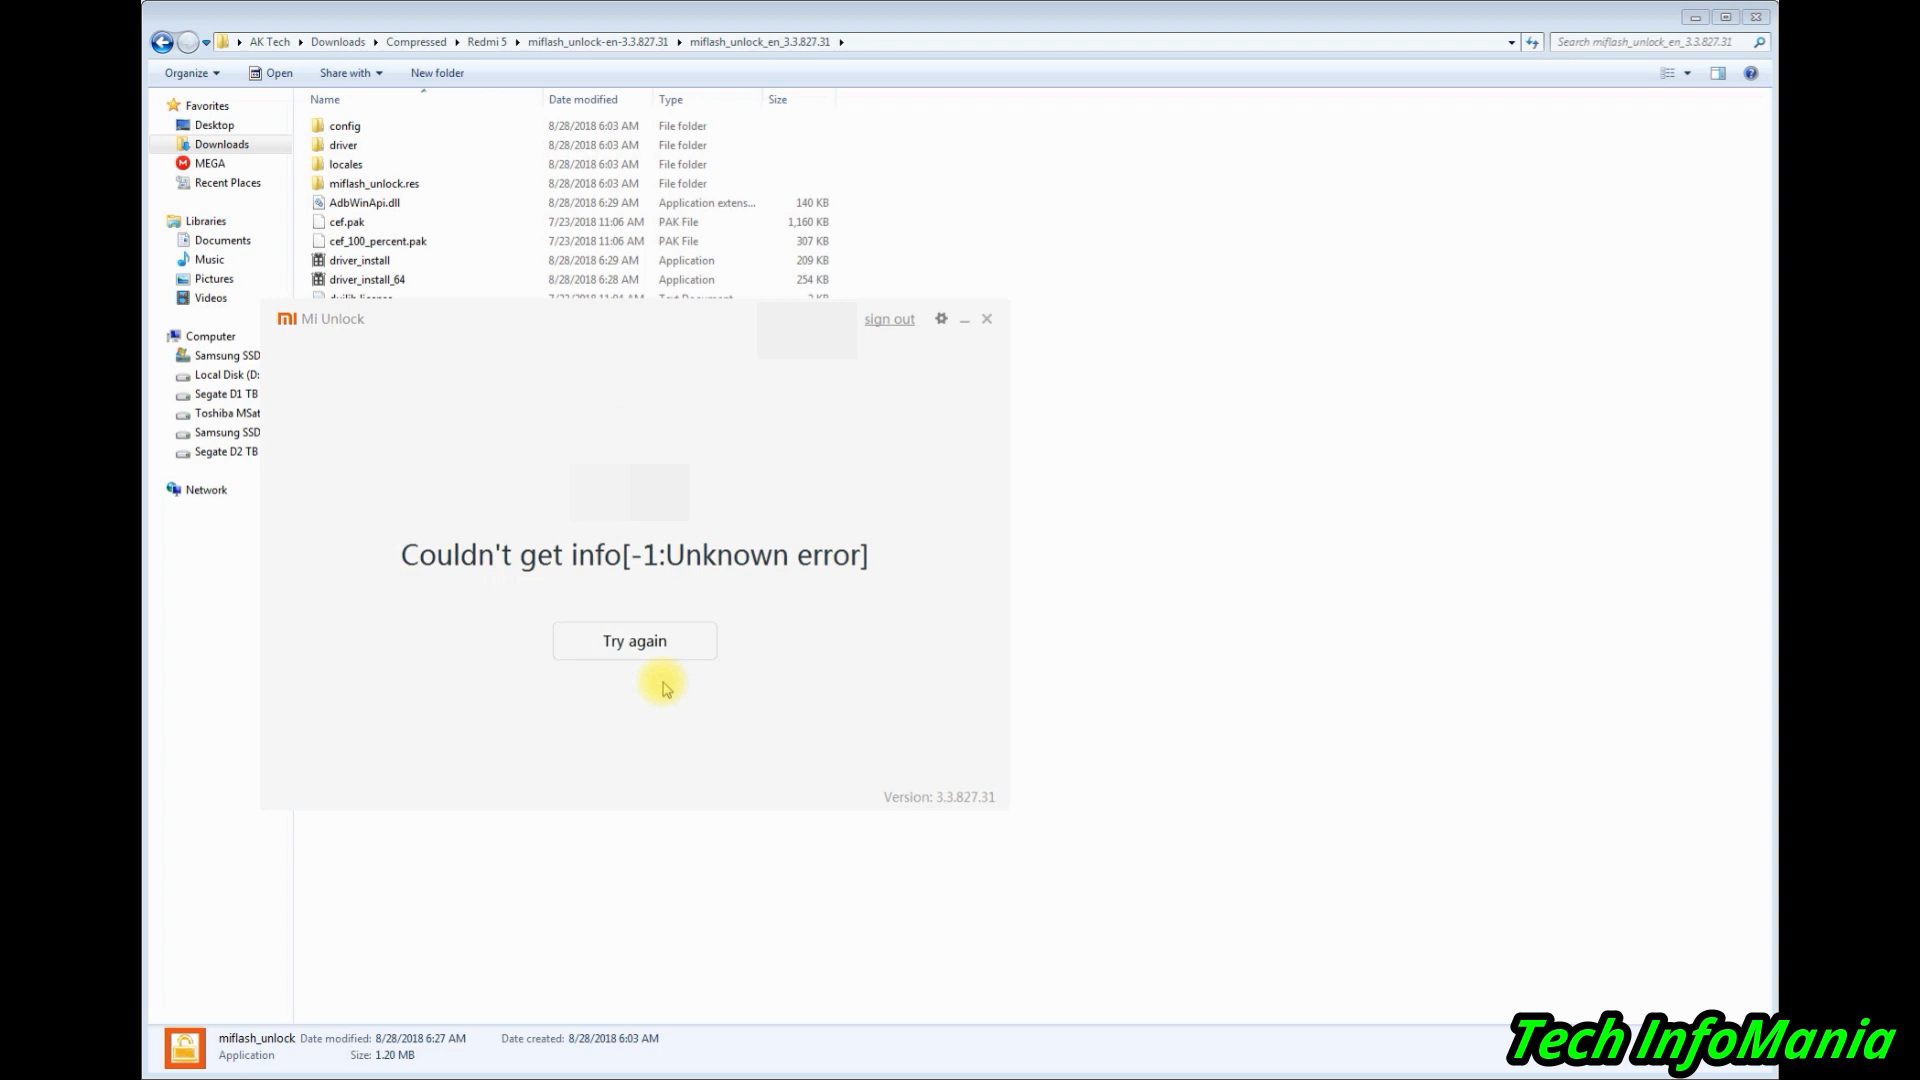 AK Tech Downloads Compressed Redmi 5 miflash_unlock-en-3.3.827.31 miflash_unlock_en_3.3.827.31 Search miflash_unlock_en_3.3.827.31
Organize Open Share with New folder
Name Date modified Type Size
Favorites
Desktop
Downloads
MEGA
Recent Places
Libraries
Documents
Music
Pictures
Videos
Computer
Samsung SSD
Local Disk (D:
Segate D1 TB
Toshiba MSat
Samsung SSD
Segate D2 TB
Network
config 8/28/2018 6:03 AM File folder
driver 8/28/2018 6:03 AM File folder
locales 8/28/2018 6:03 AM File folder
miflash_unlock.res 8/28/2018 6:03 AM File folder
AdbWinApi.dll 8/28/2018 6:29 AM Application extens... 140 KB
cef.pak 7/23/2018 11:06 AM PAK File 1,160 KB
cef_100_percent.pak 7/23/2018 11:06 AM PAK File 307 KB
driver_install 8/28/2018 6:29 AM Application 209 KB
driver_install_64 8/28/2018 6:28 AM Application 254 KB
Mi Unlock sign out
Couldn't get info[-1:Unknown error]
Try again
Version: 3.3.827.31
miflash_unlock Date modified: 8/28/2018 6:27 AM Date created: 8/28/2018 6:03 AM
Application Size: 1.20 MB
Tech InfoMania